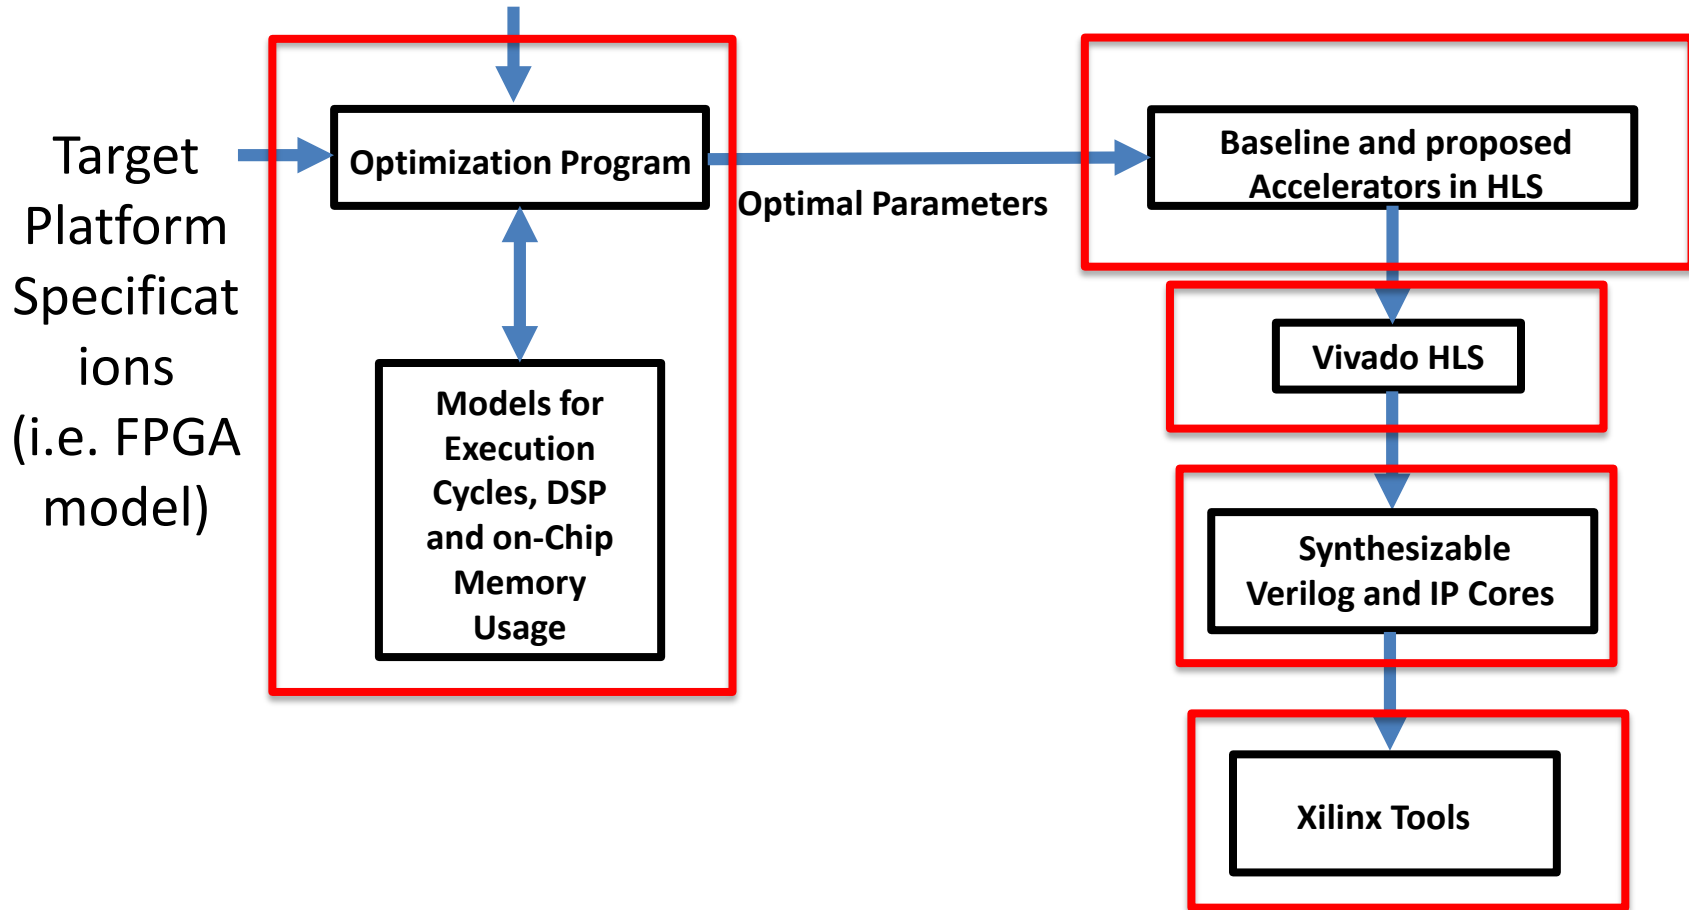 Target
Platform
Specificat
ions
(i.e. FPGA
model)
Optimization Program
Optimal Parameters
Models for
Execution
Cycles, DSP
and on-Chip
Memory
Usage
Baseline and proposed
Accelerators in HLS
Vivado HLS
Synthesizable
Verilog and IP Cores
Xilinx Tools